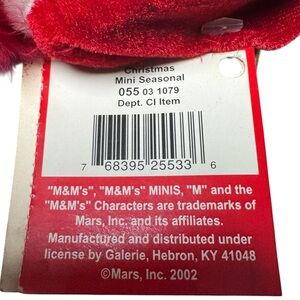 Christmas
Mini Seasonal
055 03 1079
Dept. CI Item
7 68395 25533 6
"M&M's", "M&M's" MINIS, "M" and the
"M&M's" Characters are trademarks of
Mars, Inc. and its affiliates.
Manufactured and distributed under
license by Galerie, Hebron, KY 41048
©Mars, Inc. 2002